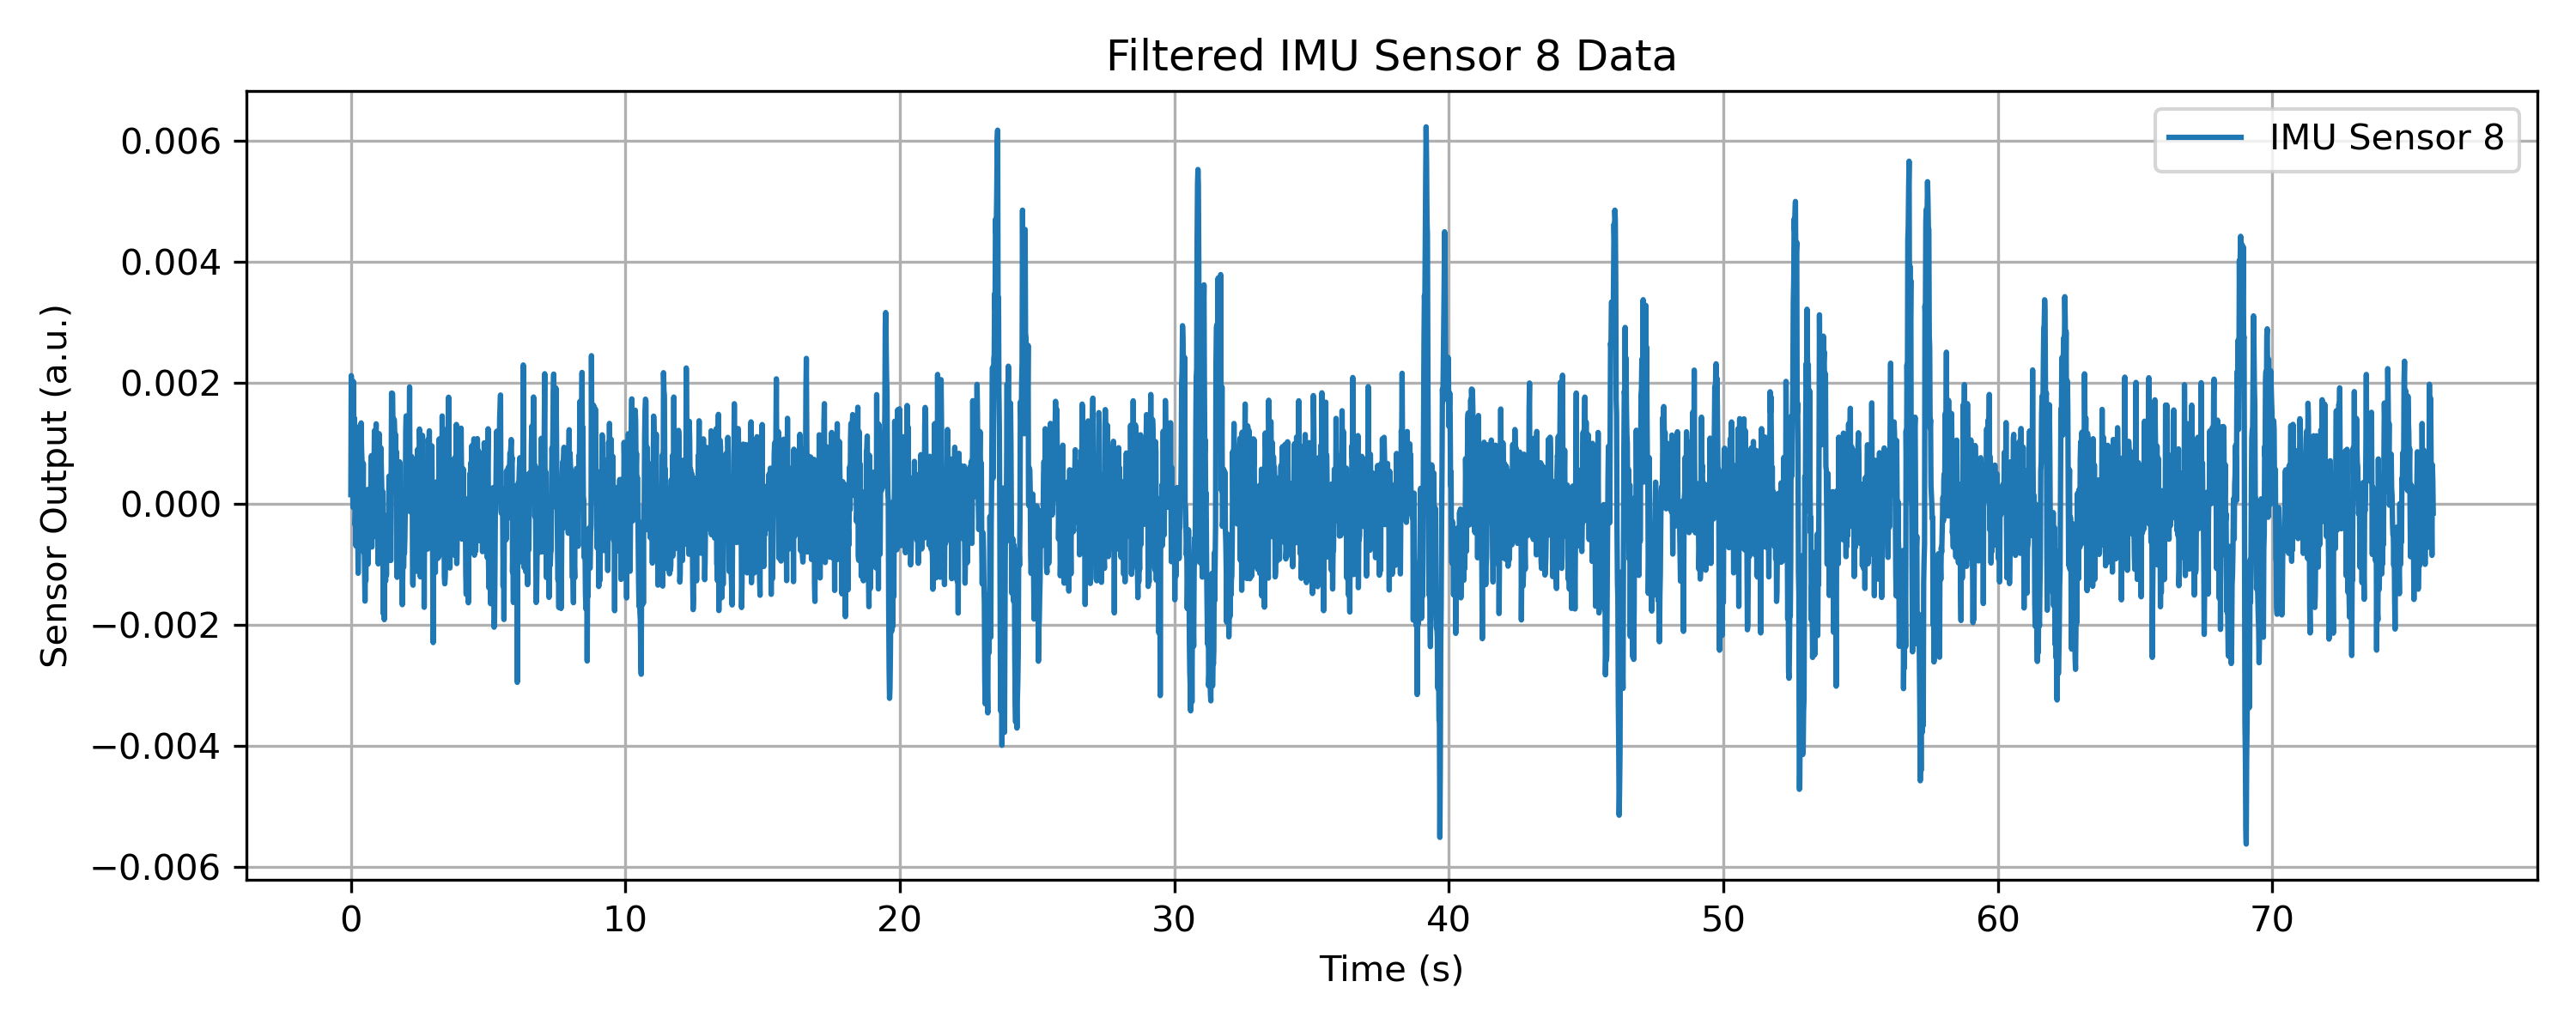 Filtered IMU Sensor 8 Data
IMU Sensor 8
Sensor Output (a.u.)
0.006
0.004
0.002
0.000
−0.002
−0.004
−0.006
0 10 20 30 40 50 60 70
Time (s)